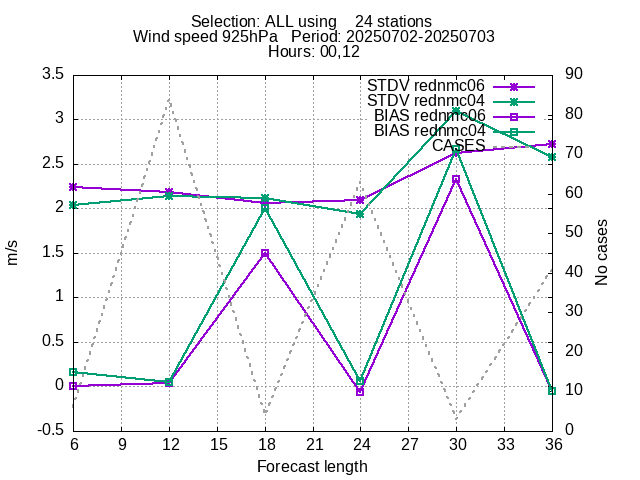 Selection: ALL using    24 stations
Wind speed 925hPa   Period: 20250702-20250703
Hours: 00,12
STDV rednmc06
STDV rednmc04
BIAS rednmc06
BIAS rednmc04
CASES
m/s
3.5
3
2.5
2
1.5
1
0.5
0
-0.5
No cases
90
80
70
60
50
40
30
20
10
0
6 9 12 15 18 21 24 27 30 33 36
Forecast length